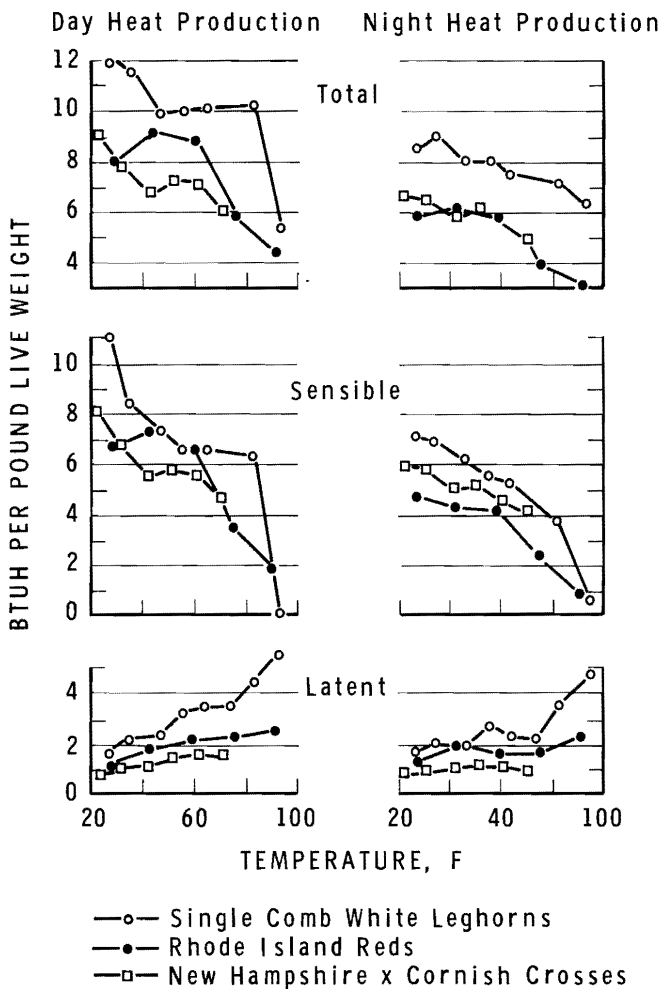 Day Heat Production Night Heat Production
12
10
8
6
4
Total
10
8
6
4
2
0
Sensible
4
2
0
Latent
20 60 100 20 40 100
BTUH PER POUND LIVE WEIGHT
TEMPERATURE, F
Single Comb White Leghorns
Rhode Island Reds
New Hampshire x Cornish Crosses